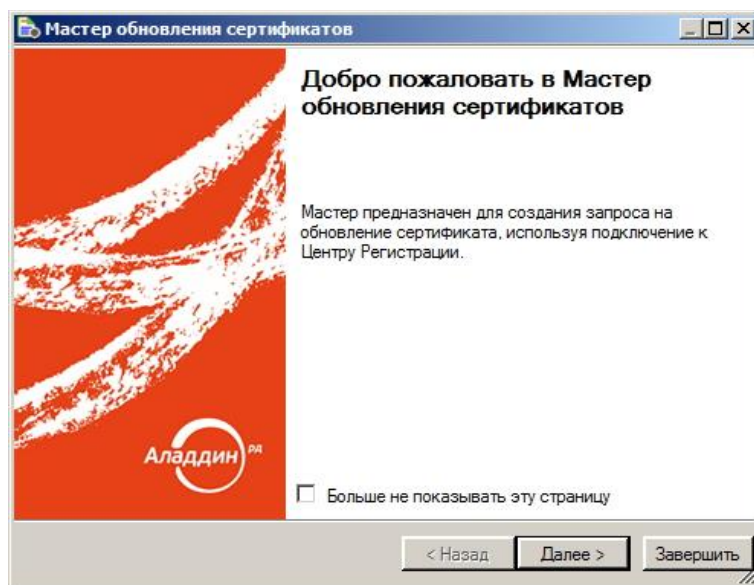 Мастер обновления сертификатов
Добро пожаловать в Мастер
обновления сертификатов
Мастер предназначен для создания запроса на
обновление сертификата, используя подключение к
Центру Регистрации.
Аладдин РД
Больше не показывать эту страницу
< Назад
Далее >
Завершить